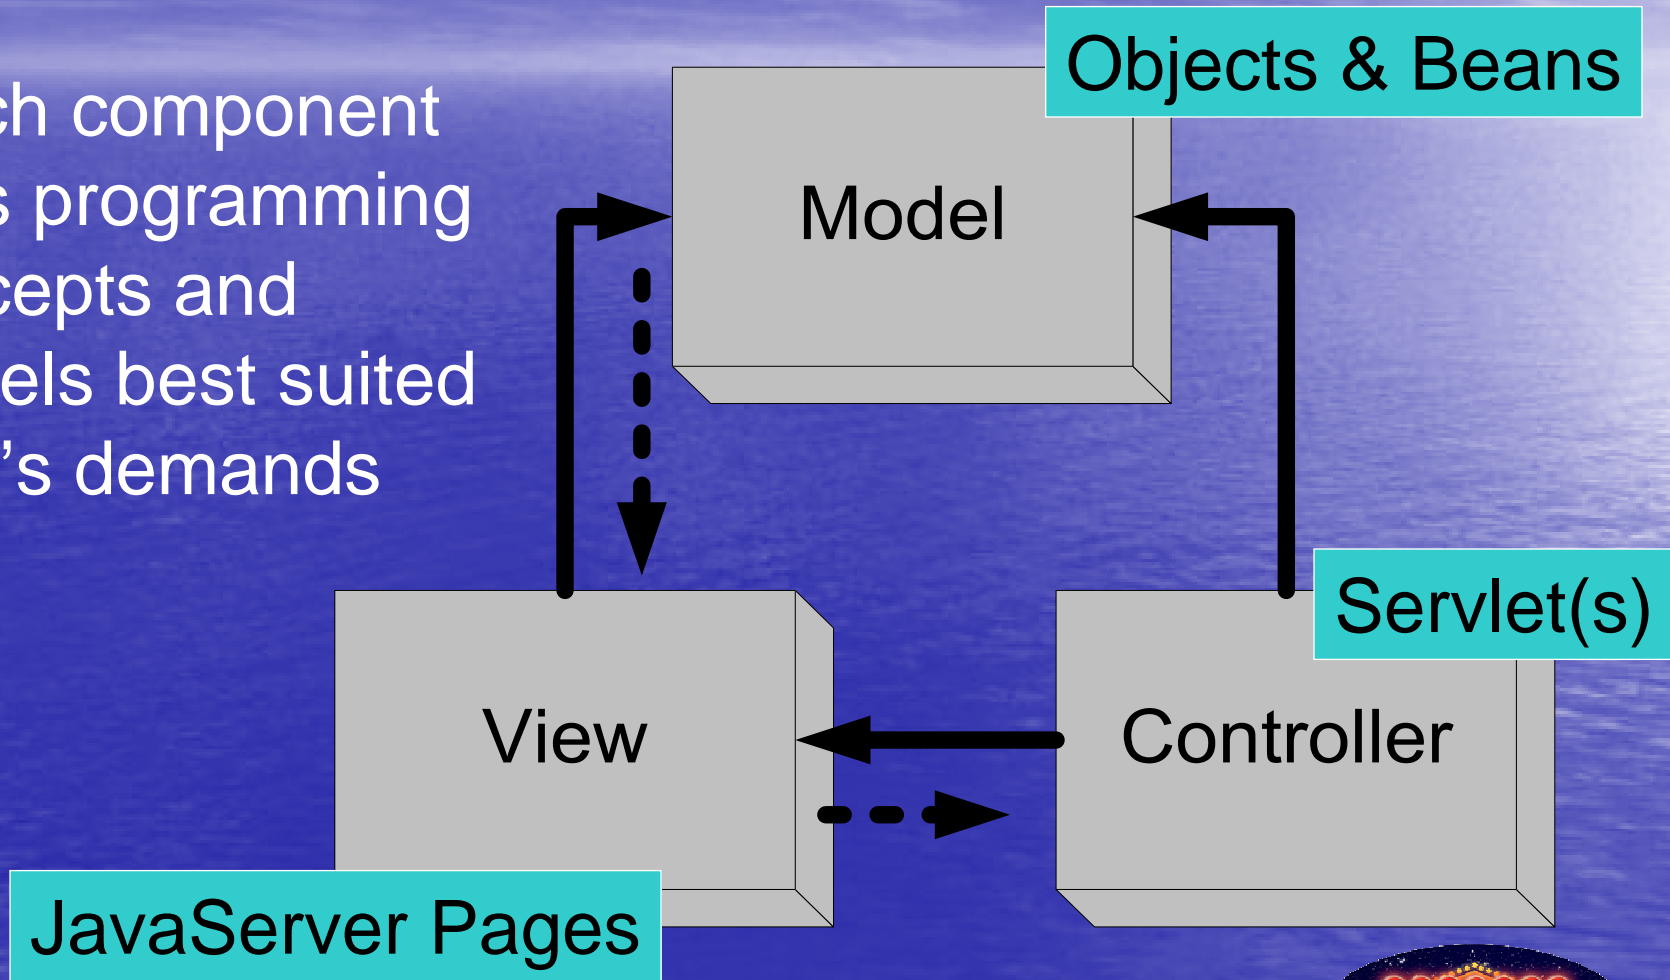 ch component
s programming
cepts and
els best suited
's demands
Objects & Beans
Model
Servlet(s)
View
Controller
JavaServer Pages